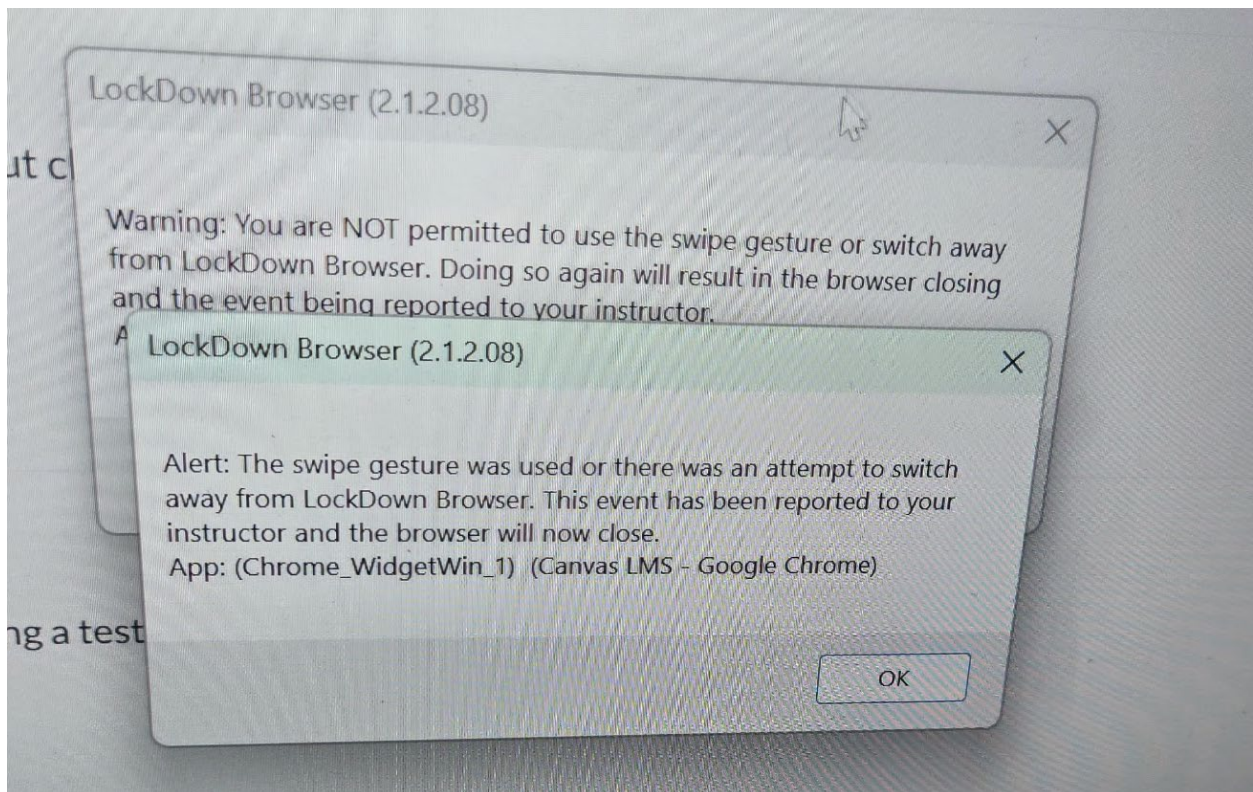 LockDown Browser (2.1.2.08)
ut cl
Warning: You are NOT permitted to use the swipe gesture or switch away
from LockDown Browser. Doing so again will result in the browser closing
and the event being reported to your instructor.
A
LockDown Browser (2.1.2.08)
Alert: The swipe gesture was used or there was an attempt to switch
away from LockDown Browser. This event has been reported to your
instructor and the browser will now close.
App: (Chrome_WidgetWin_1) (Canvas LMS - Google Chrome)
ng a test
OK